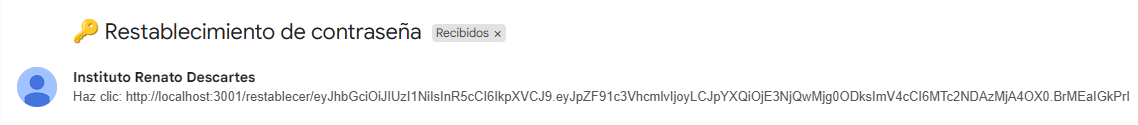 🔑 Restablecimiento de contraseña Recibidos ×
Instituto Renato Descartes
Haz clic: http://localhost:3001/restablecer/eyJhbGciOiJIUzI1NiIsInR5cCI6IkpXVCJ9.eyJpZF91c3VhcmlvIjoyLCJpYXQiOjE3NjQwMjg0ODksImV4cCI6MTc2NDAzMjA4OX0.BrMEaIGkPrI